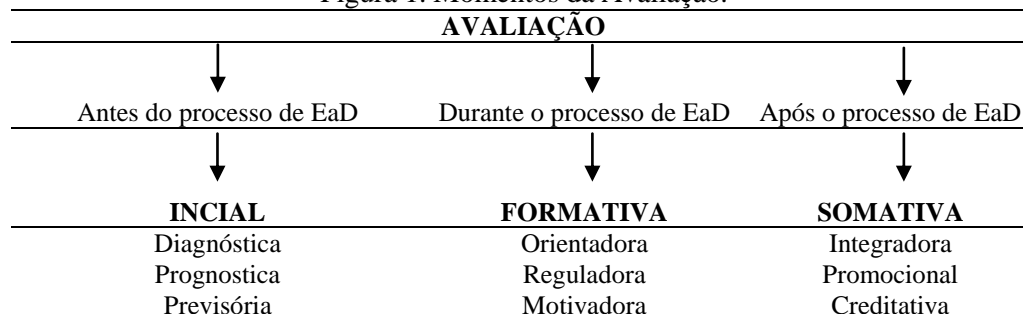 Figura 1: Momentos da Avaliação.
AVALIAÇÃO
Antes do processo de EaD Durante o processo de EaD Após o processo de EaD
INCIAL FORMATIVA SOMATIVA
Diagnóstica Orientadora Integradora
Prognostica Reguladora Promocional
Previsória Motivadora Creditativa